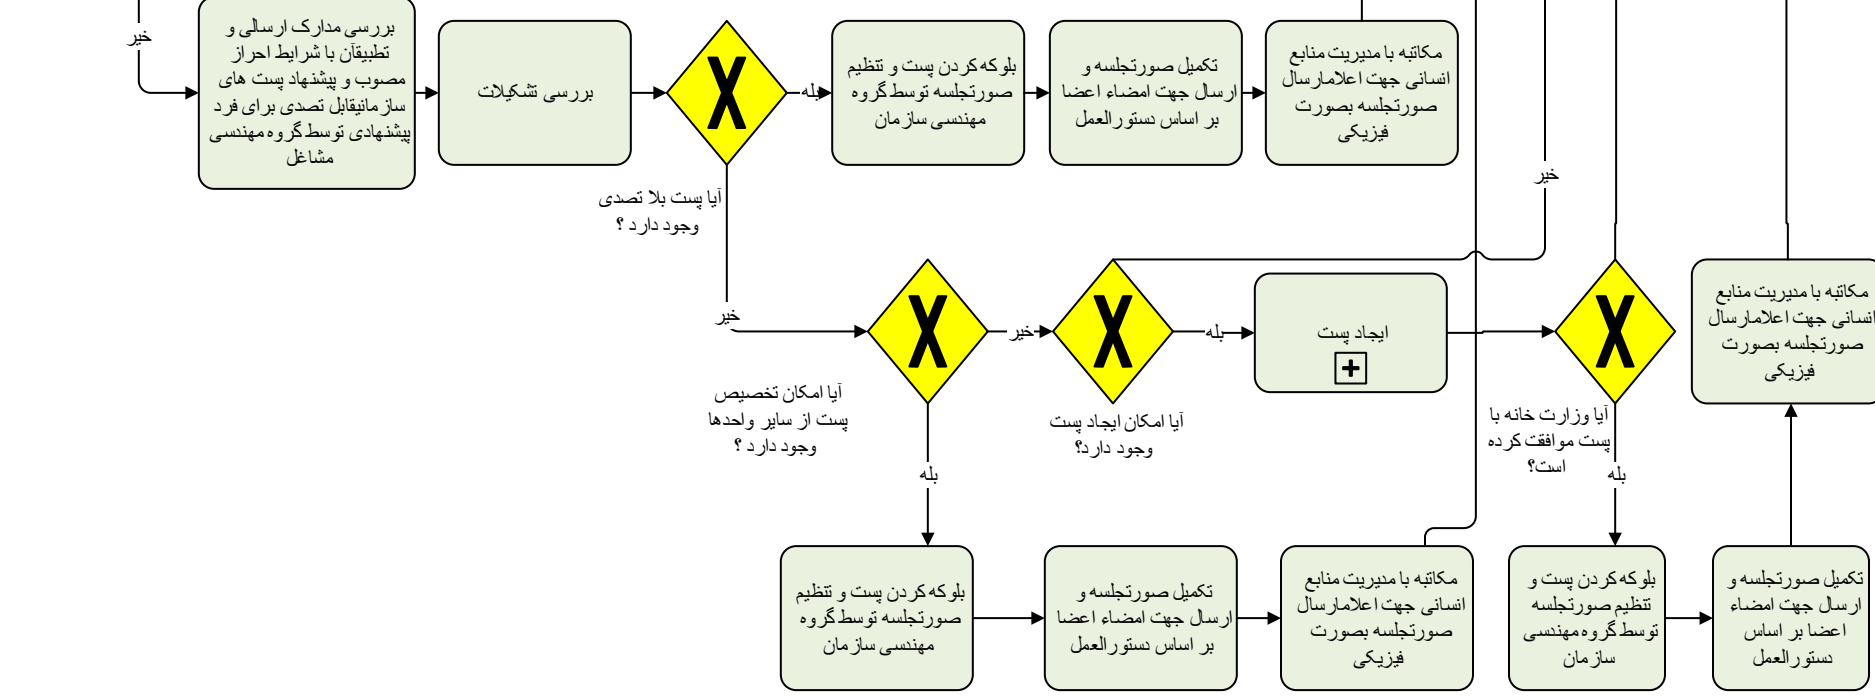 خیر
بررسی مدارک ارسالی و
تطبیقآن با شرایط احراز
مصوب و پیشنهاد پست های
سازمانیقابل تصدی برای فرد
پیشنهادی توسط گروه مهندسی
مشاغل
بررسی تشکیلات
بله
بلوکه کردن پست و تنظیم
صورتجلسه توسط گروه
مهندسی سازمان
تکمیل صورتجلسه و
ارسال جهت امضاء اعضا
بر اساس دستورالعمل
مکاتبه با مدیریت منابع
انسانی جهت اعلامارسال
صورتجلسه بصورت
فیزیکی
آیا پست بلا تصدی
وجود دارد ؟
خیر
خیر
خیر
بله
ایجاد پست
مکاتبه با مدیریت منابع
انسانی جهت اعلامارسال
صورتجلسه بصورت
فیزیکی
آیا امکان تخصیص
پست از سایر واحدها
وجود دارد ؟
آیا امکان ایجاد پست
وجود دارد؟
آیا وزارت خانه با
پست موافقت کرده
است؟
بله
بله
بلوکه کردن پست و تنظیم
صورتجلسه توسط گروه
مهندسی سازمان
تکمیل صورتجلسه و
ارسال جهت امضاء اعضا
بر اساس دستورالعمل
مکاتبه با مدیریت منابع
انسانی جهت اعلامارسال
صورتجلسه بصورت
فیزیکی
بلوکه کردن پست و
تنظیم صورتجلسه
توسط گروه مهندسی
سازمان
تکمیل صورتجلسه و
ارسال جهت امضاء
اعضا بر اساس
دستورالعمل